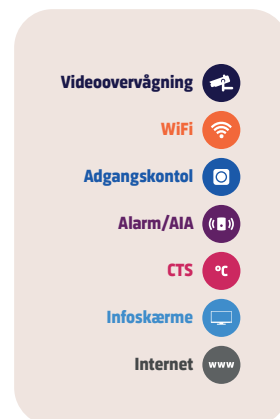 Videoovervågning
WiFi
Adgangskontol
Alarm/AIA
CTS °C
Infoskærme
Internet www